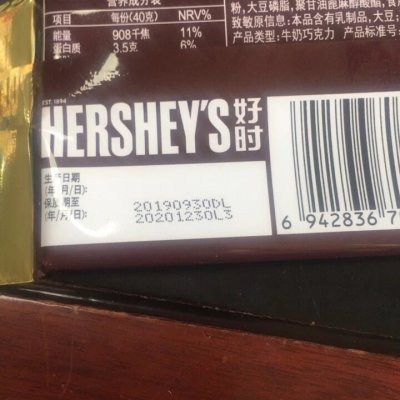 营养成分表
项目 每份(40克) NRV%
能量 908千焦 11%
蛋白质 3.5克 6%
粉,大豆磷脂,聚甘油蓖麻醇酸酯,食
致敏原信息:本品含有乳制品,大豆;
产品类型:牛奶巧克力 产品标准号:
EST. 1894
HERSHEY'S 好时
生产日期
(年/月/日):
保质期至
(年/月/日):
20190930DL
20201230L3
6 942836 7